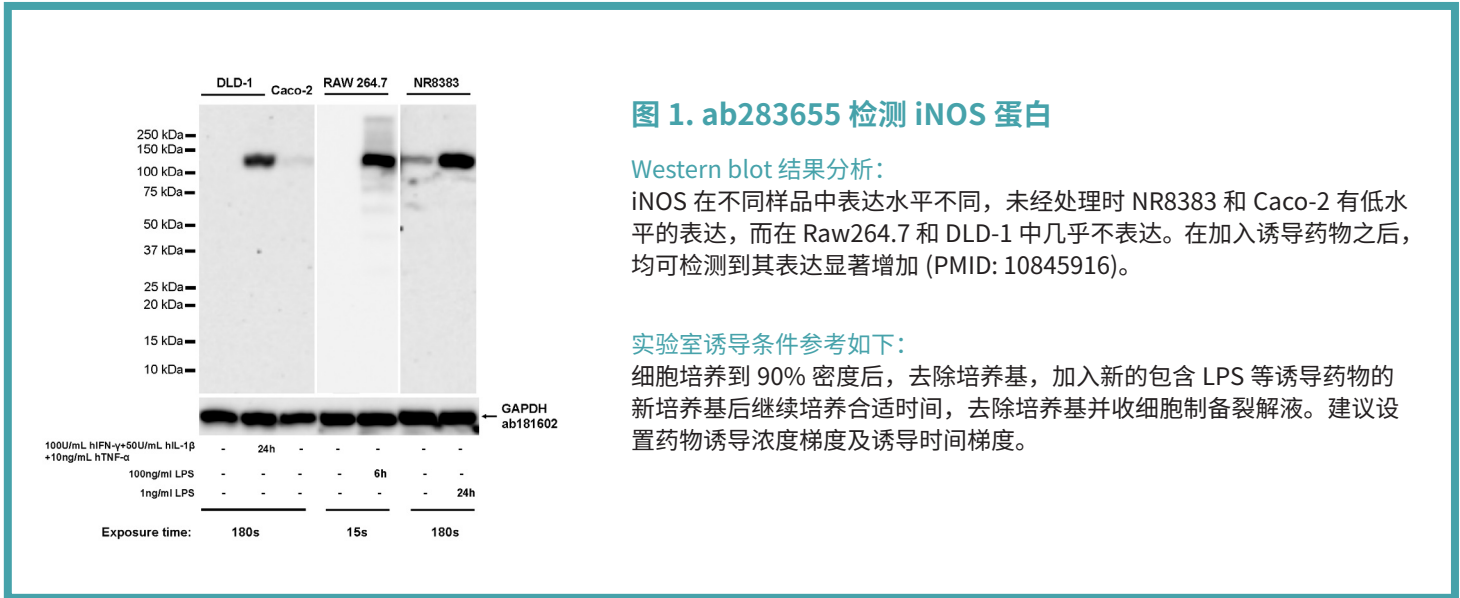 DLD-1 Caco-2 RAW 264.7 NR8383
250 kDa
150 kDa
100 kDa
75 kDa
50 kDa
37 kDa
25 kDa
20 kDa
15 kDa
10 kDa
GAPDH
ab181602
100U/mL hIFN-γ+50U/mL hIL-1β
+10ng/mL hTNF-α
- 24h - - - - -
100ng/ml LPS - - - - 6h - -
1ng/ml LPS - - - - - - 24h
Exposure time: 180s 15s 180s
图 1. ab283655 检测 iNOS 蛋白
Western blot 结果分析：
iNOS 在不同样品中表达水平不同，未经处理时 NR8383 和 Caco-2 有低水
平的表达，而在 Raw264.7 和 DLD-1 中几乎不表达。在加入诱导药物之后，
均可检测到其表达显著增加 (PMID: 10845916)。
实验室诱导条件参考如下：
细胞培养到 90% 密度后，去除培养基，加入新的包含 LPS 等诱导药物的
新培养基后继续培养合适时间，去除培养基并收细胞制备裂解液。建议设
置药物诱导浓度梯度及诱导时间梯度。